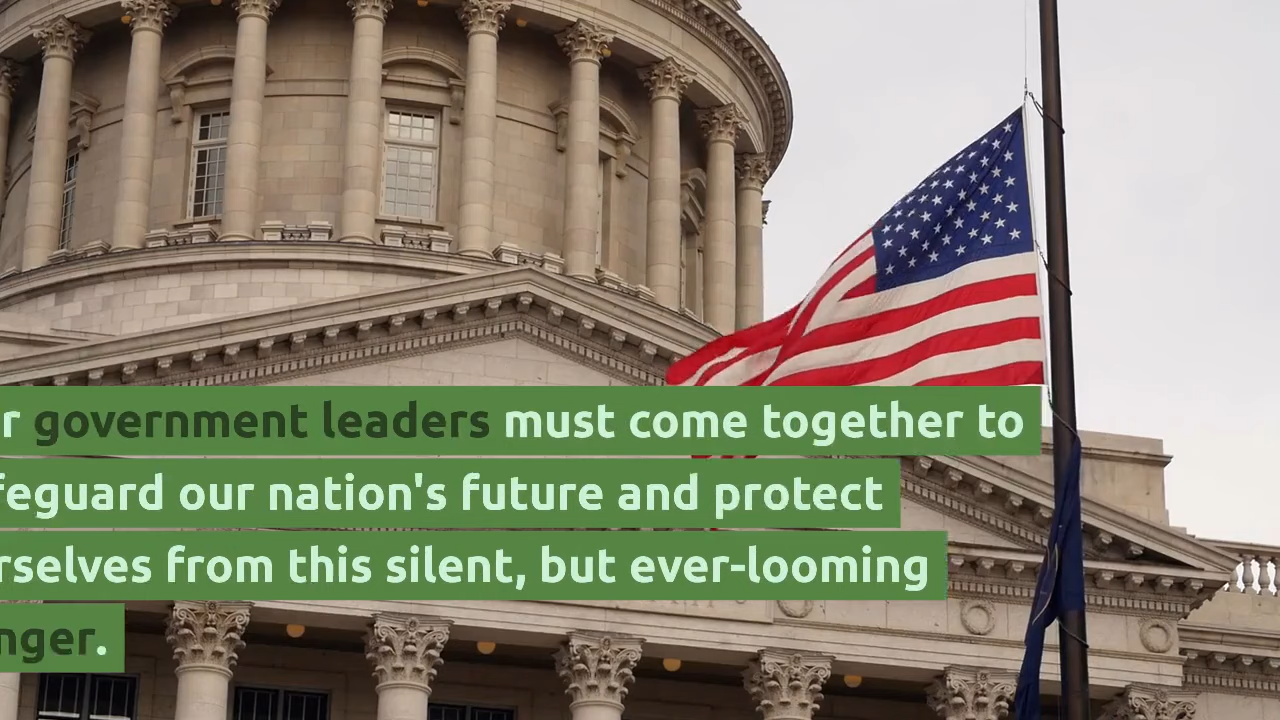 r government leaders must come together to
feguard our nation's future and protect
rselves from this silent, but ever-looming
nger.